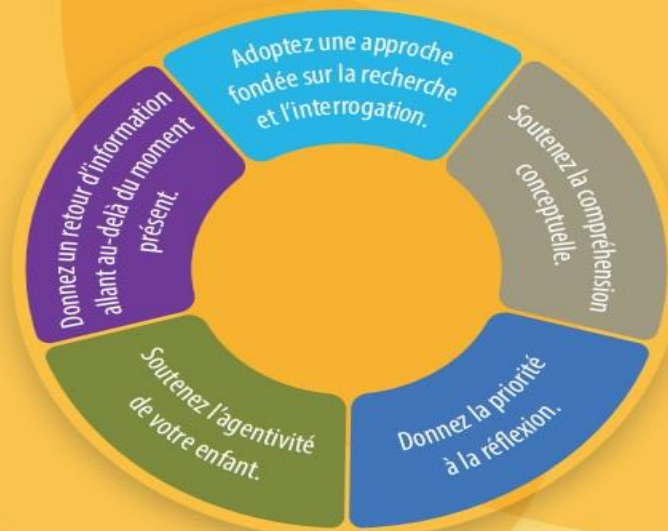 Adoptez une approche
fondée sur la recherche
et l'interrogation.
Soutenez la compréhension
conceptuelle.
Donnez la priorité
à la réflexion.
Soutenez l'agentivité
de votre enfant.
Donnez un retour d'information
allant au-delà du moment
présent.